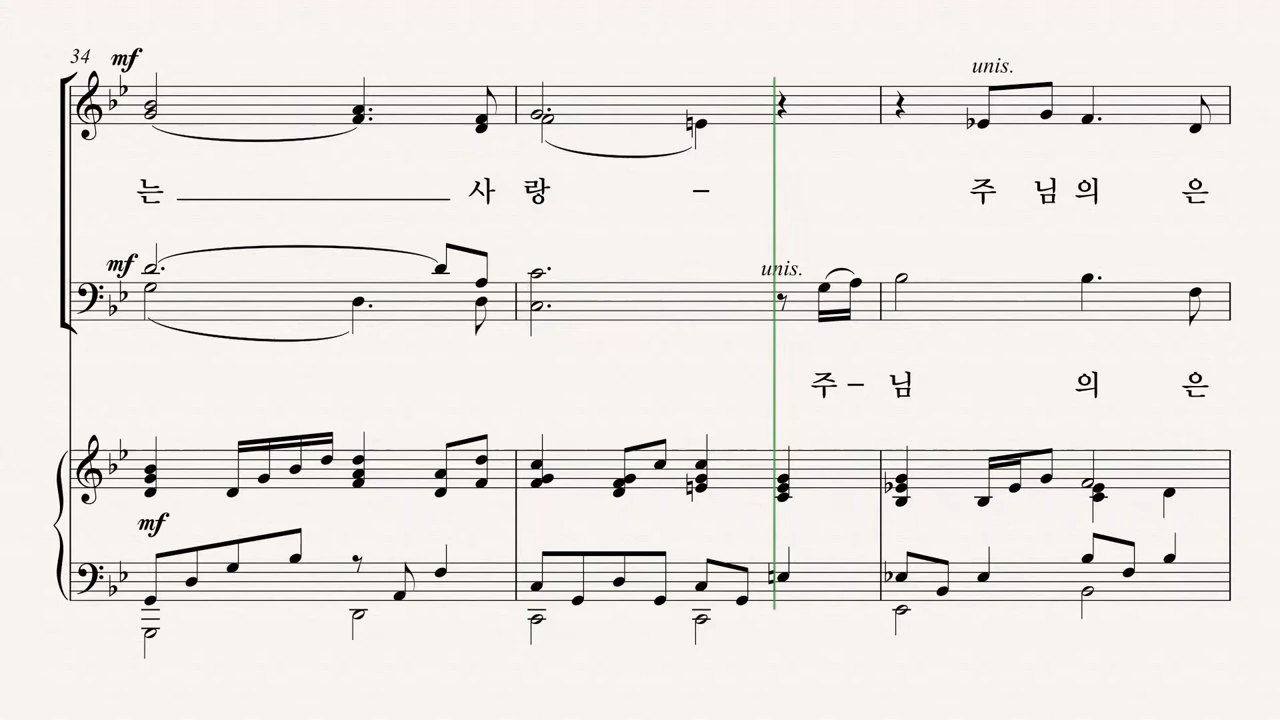 34 mf
unis.
는 사 랑 – 주 님 의 은
mf
unis.
주 – 님 의 은
mf